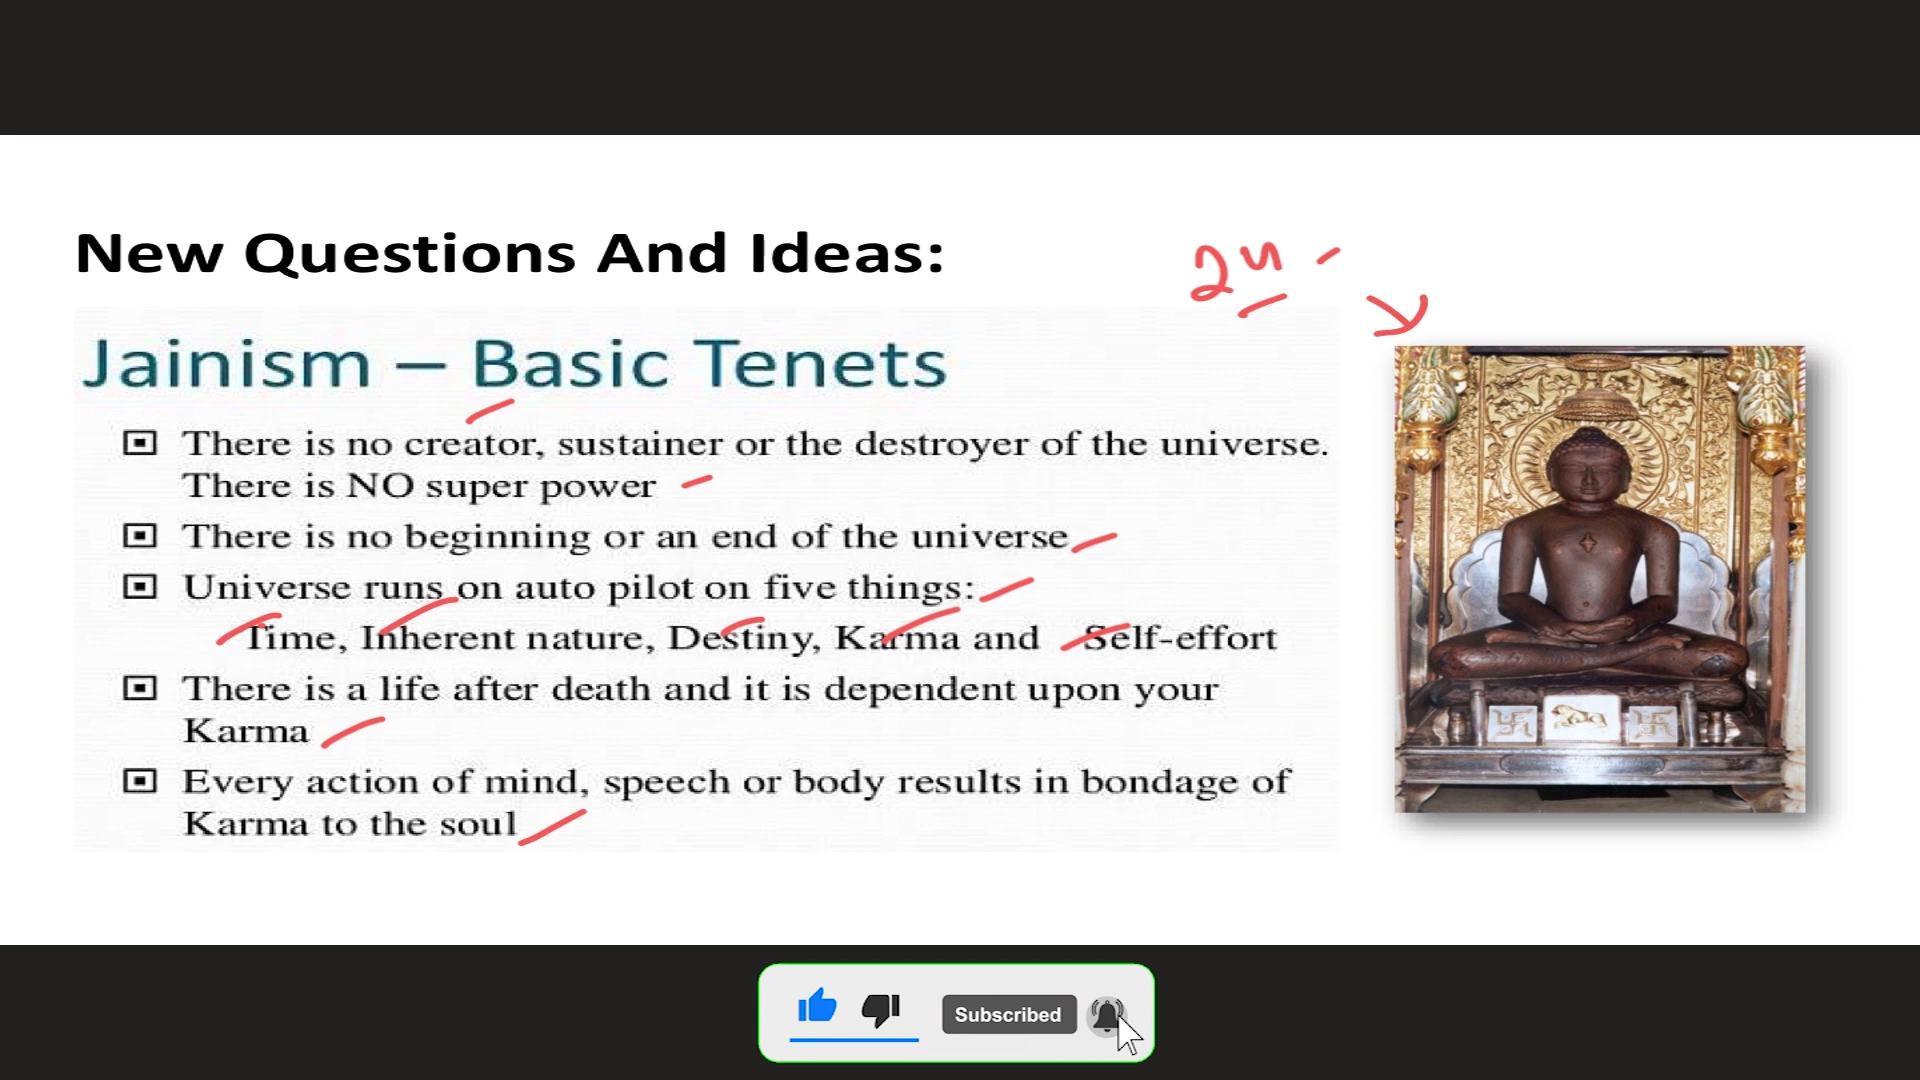 New Questions And Ideas:
24
Jainism – Basic Tenets
There is no creator, sustainer or the destroyer of the universe.
There is NO super power
There is no beginning or an end of the universe
Universe runs on auto pilot on five things:
Time, Inherent nature, Destiny, Karma and Self-effort
There is a life after death and it is dependent upon your
Karma
Every action of mind, speech or body results in bondage of
Karma to the soul
Subscribed